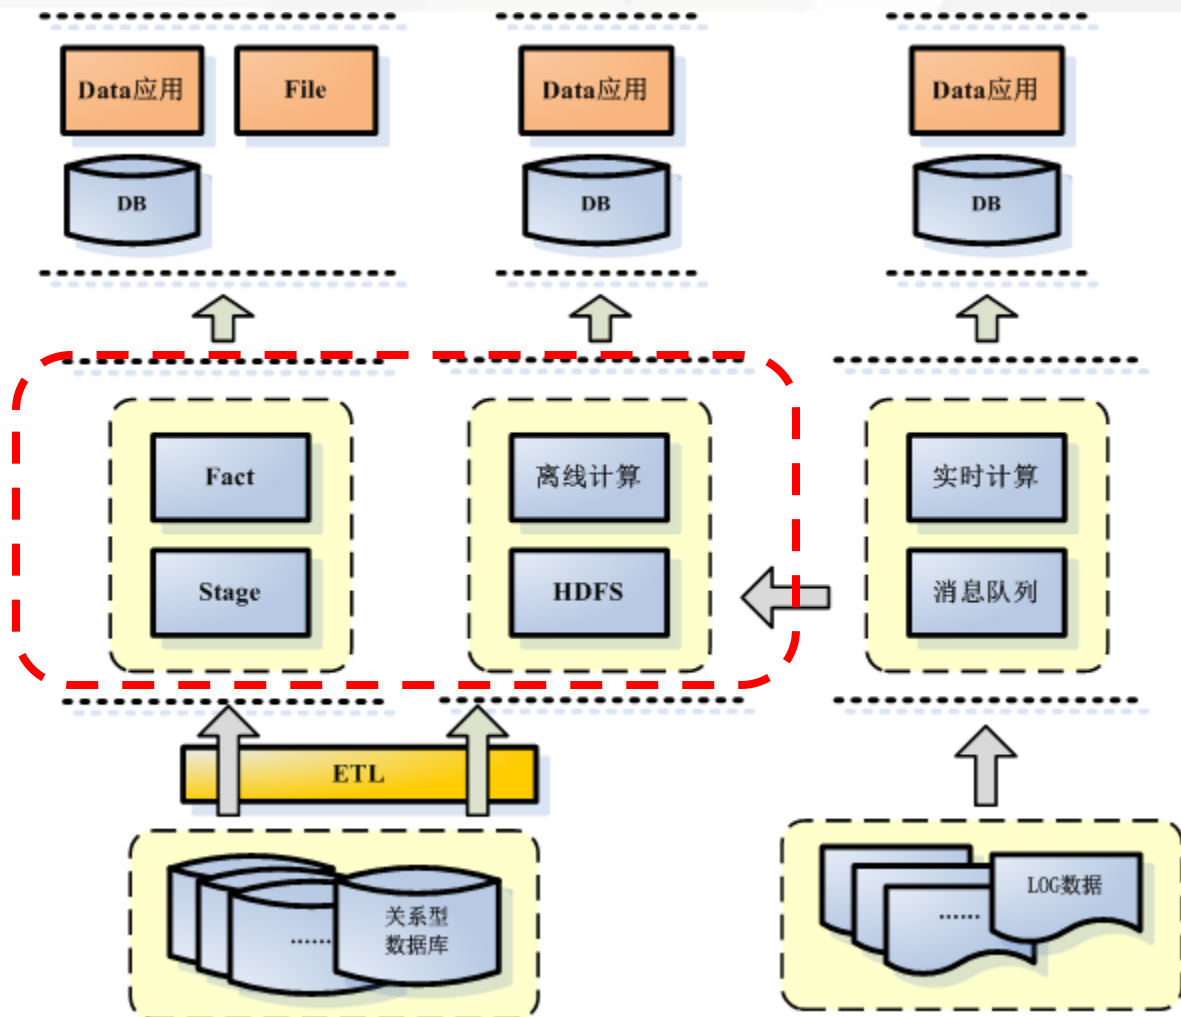 Data应用
File
Data应用
Data应用
DB
DB
DB
Fact
离线计算
实时计算
Stage
HDFS
消息队列
ETL
关系型
数据库
......
LOG数据
......